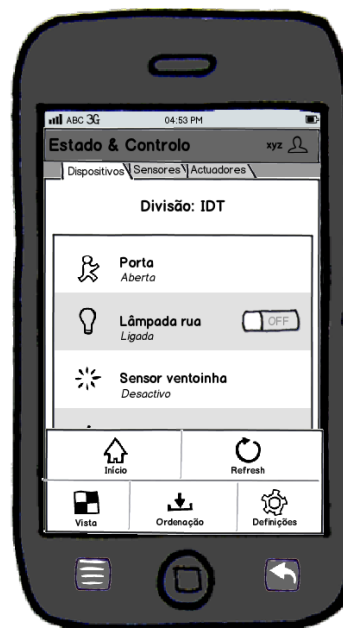 ABC 3G 04:53 PM
Estado & Controlo xyz
Dispositivos Sensores Actuadores
Divisão: IDT
Porta
Aberta
Lâmpada rua OFF
Ligada
Sensor ventoinha
Desactivo
Início Refresh
Vista Ordenação Definições